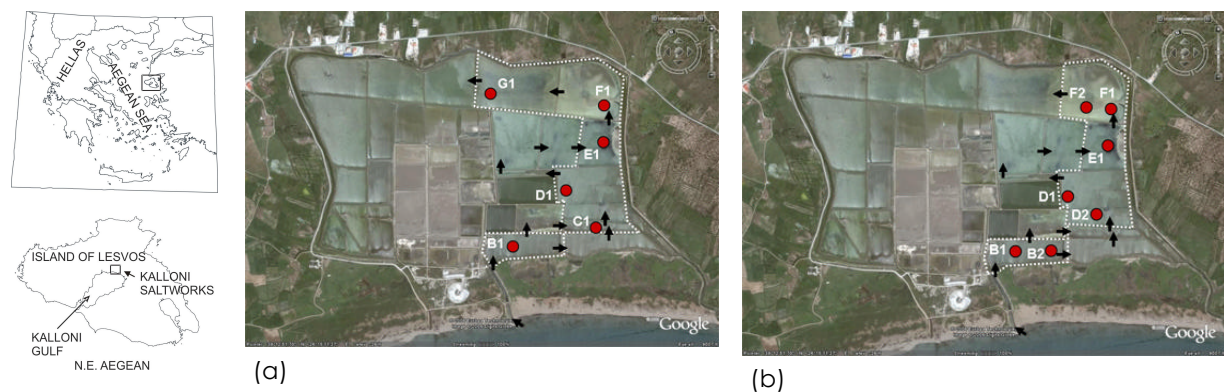 HELLAS
AEGEAN SEA
ISLAND OF LESVOS
KALLONI
SALTWORKS
KALLONI
GULF
N.E. AEGEAN
G1
F1
E1
D1
C1
B1
Google
(a)
F2 F1
E1
D1
D2
B1
B2
Google
(b)